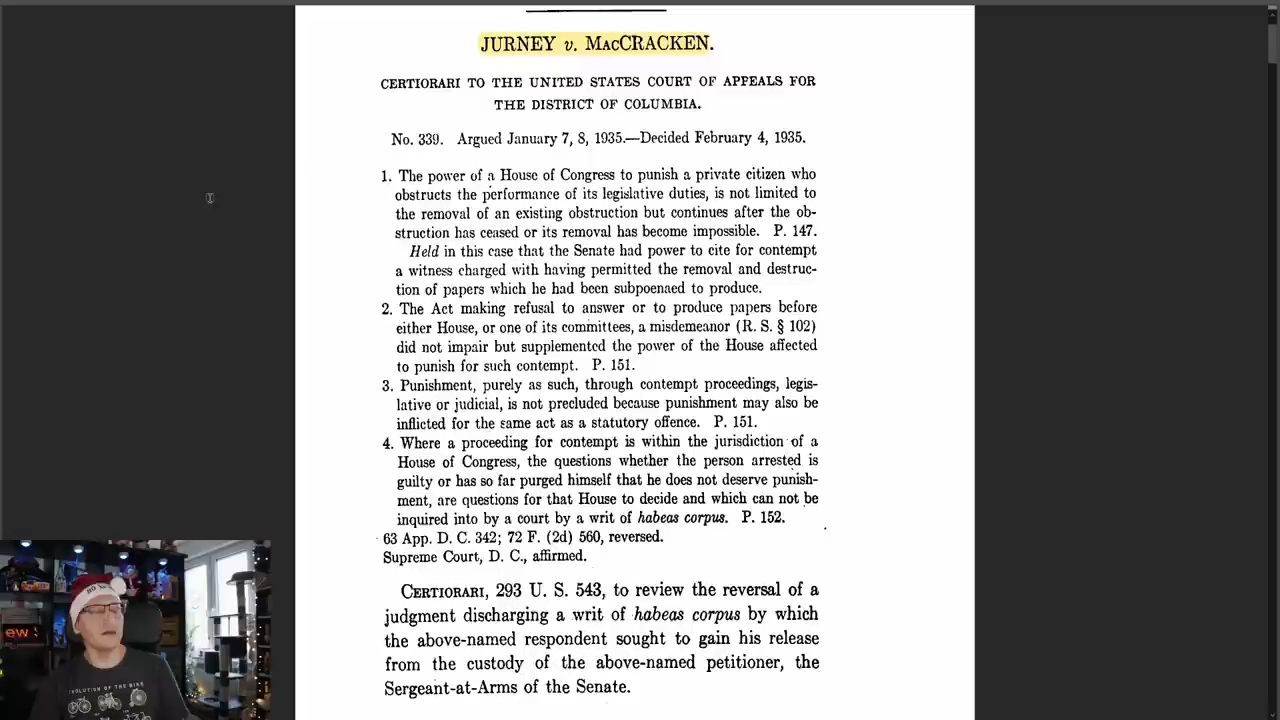 JURNEY v. MacCRACKEN.
CERTIORARI TO THE UNITED STATES COURT OF APPEALS FOR
THE DISTRICT OF COLUMBIA.
No. 339. Argued January 7, 8, 1935.—Decided February 4, 1935.
1. The power of a House of Congress to punish a private citizen who
obstructs the performance of its legislative duties, is not limited to
the removal of an existing obstruction but continues after the ob-
struction has ceased or its removal has become impossible. P. 147.
Held in this case that the Senate had power to cite for contempt
a witness charged with having permitted the removal and destruc-
tion of papers which he had been subpoenaed to produce.
2. The Act making refusal to answer or to produce papers before
either House, or one of its committees, a misdemeanor (R. S. § 102)
did not impair but supplemented the power of the House affected
to punish for such contempt. P. 151.
3. Punishment, purely as such, through contempt proceedings, legis-
lative or judicial, is not precluded because punishment may also be
inflicted for the same act as a statutory offence. P. 151.
4. Where a proceeding for contempt is within the jurisdiction of a
House of Congress, the questions whether the person arrested is
guilty or has so far purged himself that he does not deserve punish-
ment, are questions for that House to decide and which can not be
inquired into by a court by a writ of habeas corpus. P. 152.
63 App. D. C. 342; 72 F. (2d) 560, reversed.
Supreme Court, D. C., affirmed.
CERTIORARI, 293 U. S. 543, to review the reversal of a
judgment discharging a writ of habeas corpus by which
the above-named respondent sought to gain his release
from the custody of the above-named petitioner, the
Sergeant-at-Arms of the Senate.
ew S
EVOLUTION OF THE BIKE